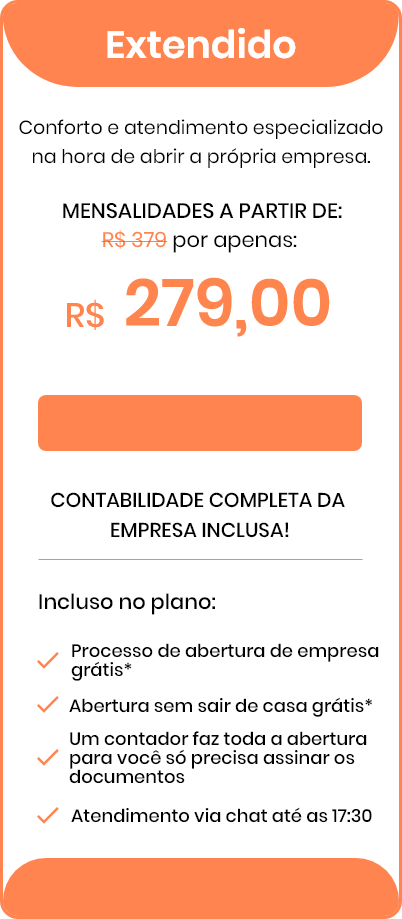 Extendido
Conforto e atendimento especializado
na hora de abrir a própria empresa.
MENSALIDADES A PARTIR DE:
R$ 379 por apenas:
R$ 279,00
CONTABILIDADE COMPLETA DA
EMPRESA INCLUSA!
Incluso no plano:
Processo de abertura de empresa
grátis*
Abertura sem sair de casa grátis*
Um contador faz toda a abertura
para você só precisa assinar os
documentos
Atendimento via chat até as 17:30